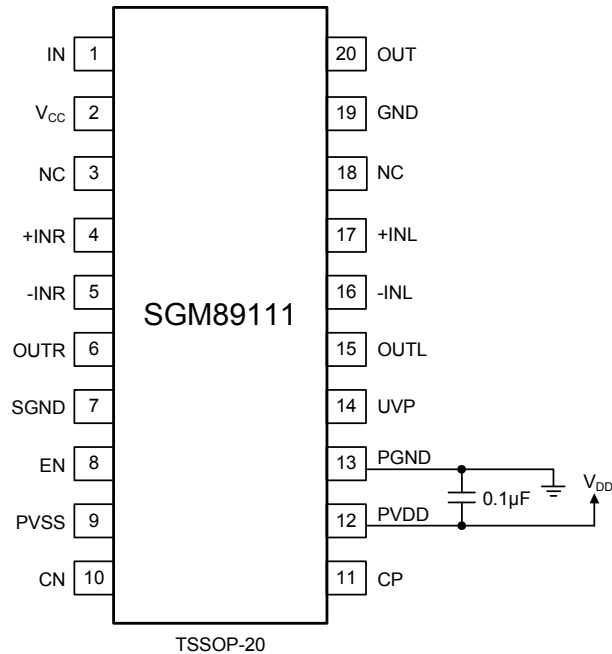 IN 1
20 OUT
V_CC 2
19 GND
NC 3
18 NC
+INR 4
17 +INL
-INR 5
16 -INL
SGM89111
OUTR 6
15 OUTL
SGND 7
14 UVP
EN 8
13 PGND
0.1µF
V_DD
PVSS 9
12 PVDD
CN 10
11 CP
TSSOP-20